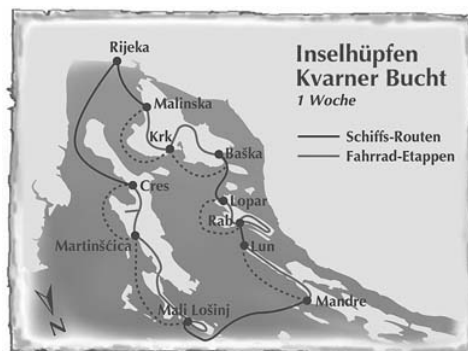 Rijeka
Inselhüpfen
Kvarner Bucht
1 Woche
Malinska
Schiffs-Routen
Krk
Baška
Fahrrad-Etappen
Cres
Lopar
Rab
Martinšćica
Lun
Mali Lošinj
Mandre
N